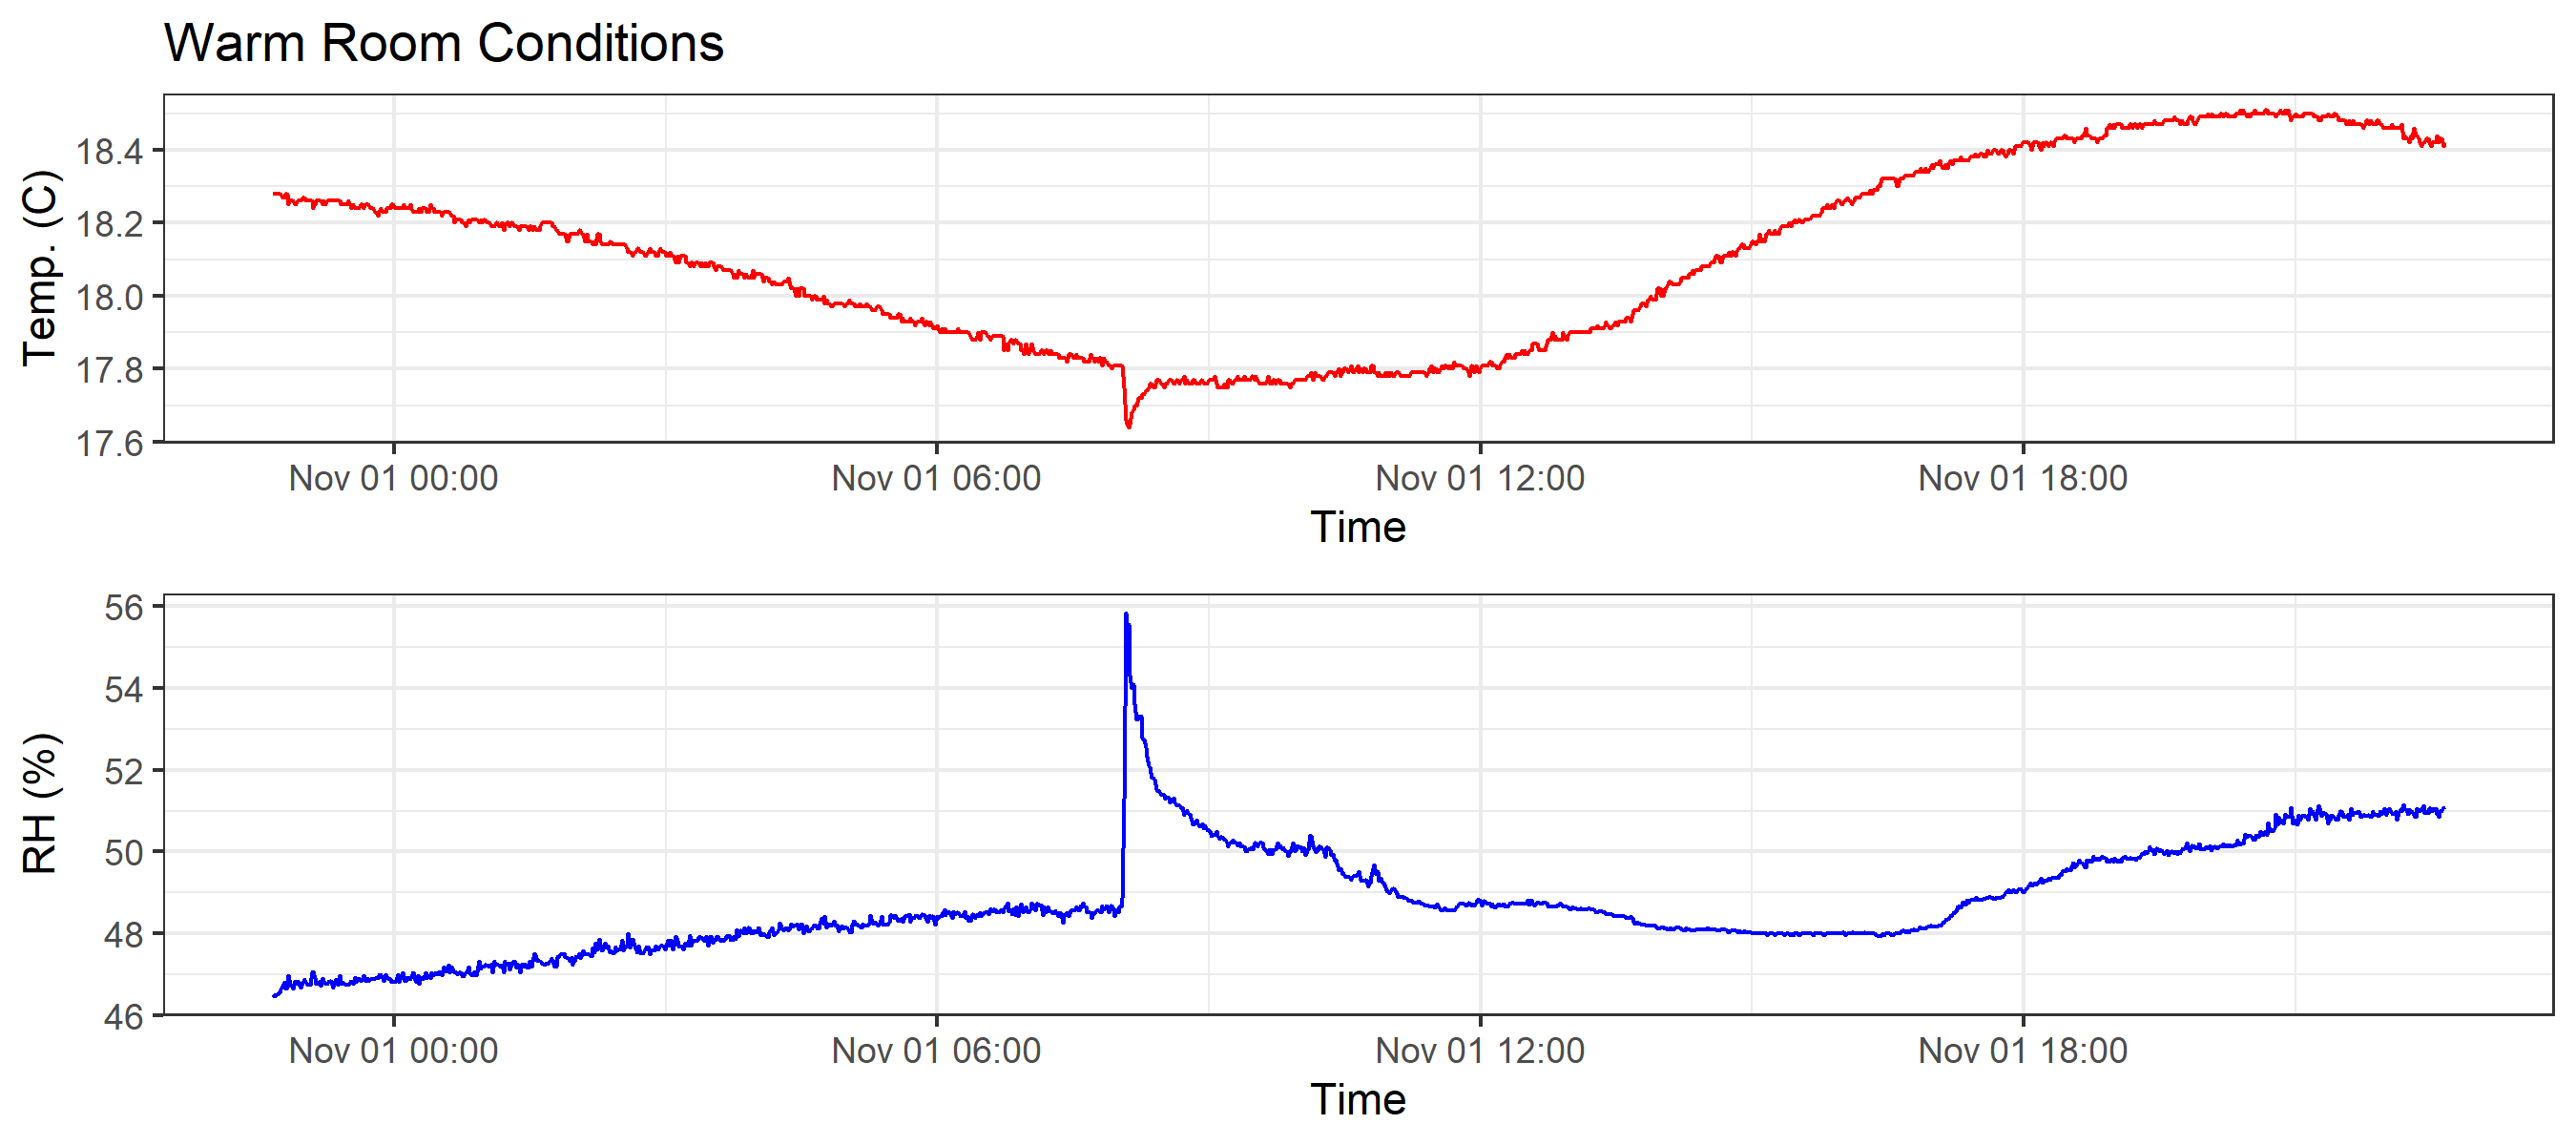 Warm Room Conditions
Temp. (C)
18.4
18.2
18.0
17.8
17.6
Nov 01 00:00 Nov 01 06:00 Nov 01 12:00 Nov 01 18:00
Time
RH (%)
56
54
52
50
48
46
Nov 01 00:00 Nov 01 06:00 Nov 01 12:00 Nov 01 18:00
Time